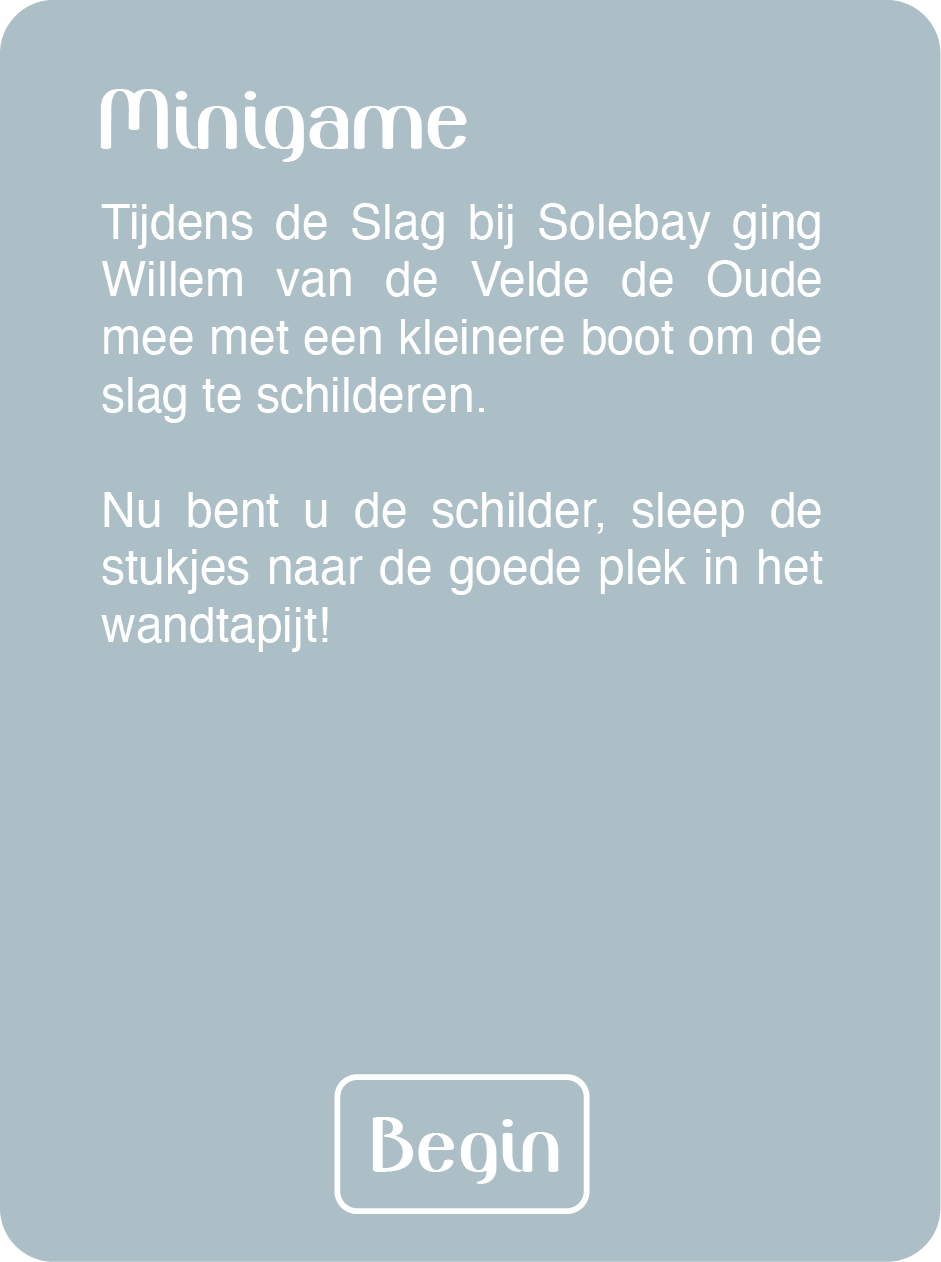 Minigame
Tijdens de Slag bij Solebay ging
Willem van de Velde de Oude
mee met een kleinere boot om de
slag te schilderen.
Nu bent u de schilder, sleep de
stukjes naar de goede plek in het
wandtapijt!
Begin